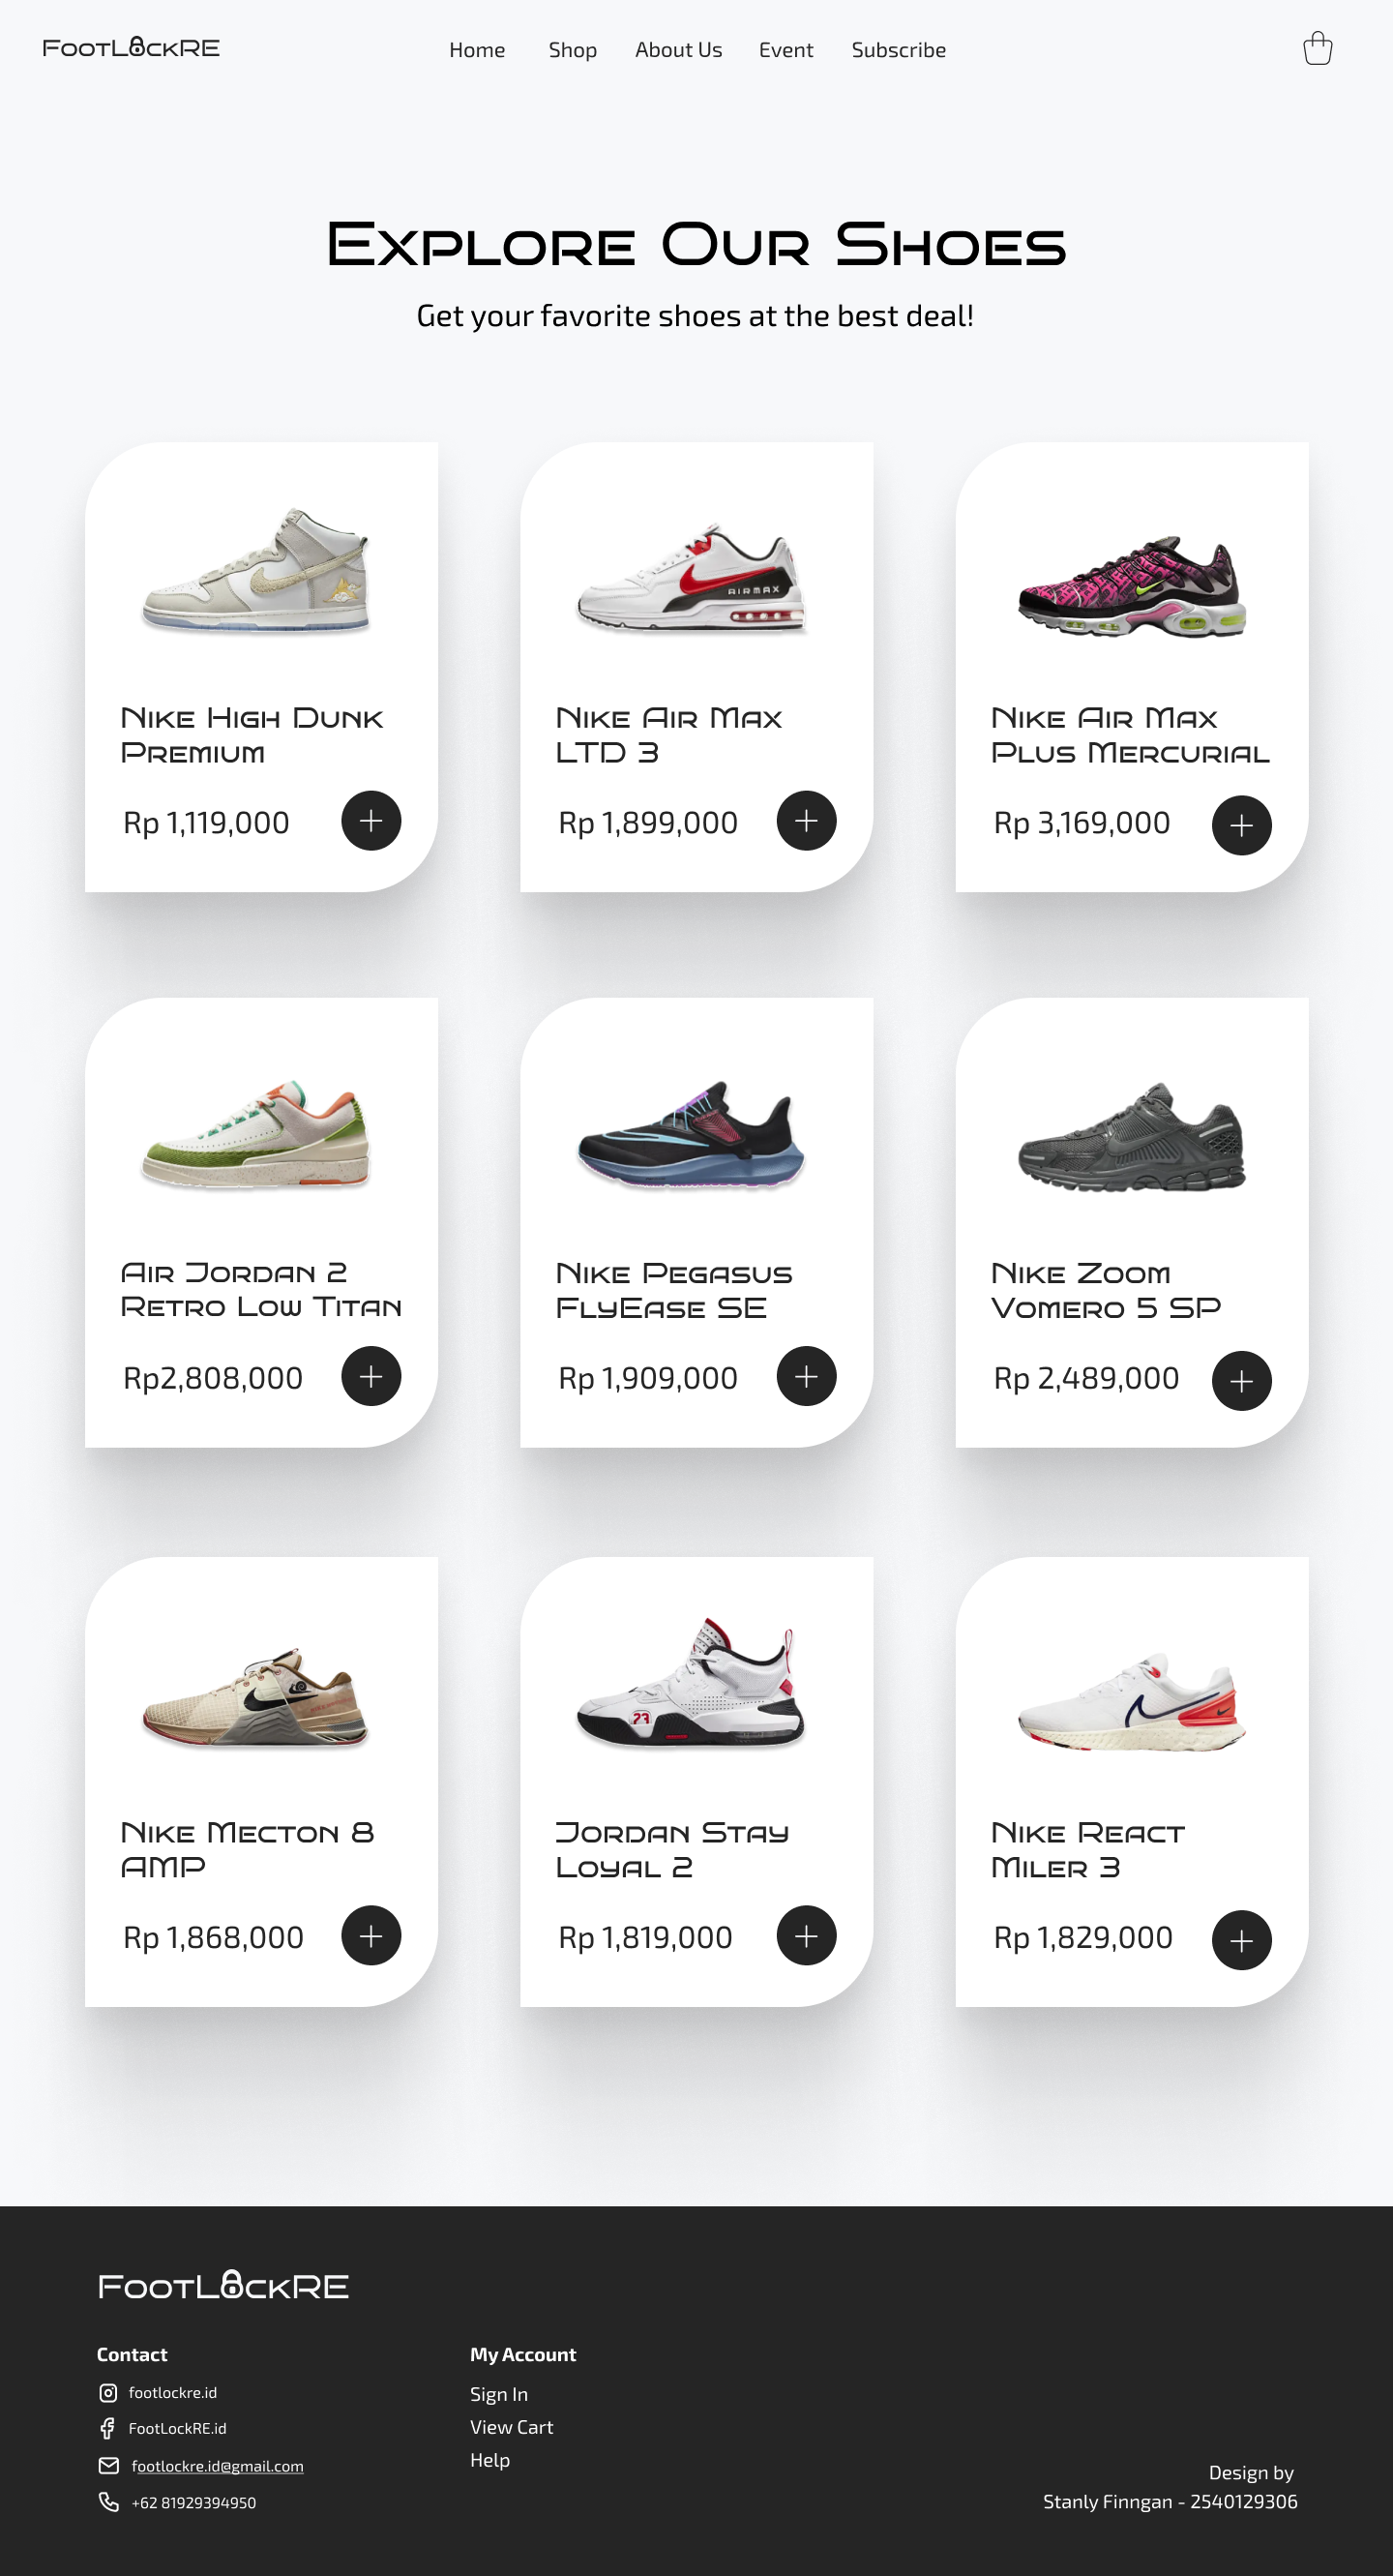 FootLockRE
Home Shop About Us Event Subscribe
Explore Our Shoes
Get your favorite shoes at the best deal!
AIRMAX
Nike High Dunk
Premium
Rp 1,119,000
Nike Air Max
LTD 3
Rp 1,899,000
Nike Air Max
Plus Mercurial
Rp 3,169,000
Air Jordan 2
Retro Low Titan
Rp2,808,000
Nike Pegasus
FlyEase SE
Rp 1,909,000
Nike Zoom
Vomero 5 SP
Rp 2,489,000
23
Nike Mecton 8
AMP
Rp 1,868,000
Jordan Stay
Loyal 2
Rp 1,819,000
Nike React
Miler 3
Rp 1,829,000
FootLockRE
Contact
footlockre.id
FootLockRE.id
footlockre.id@gmail.com
+62 81929394950
My Account
Sign In
View Cart
Help
Design by
Stanly Finngan - 2540129306